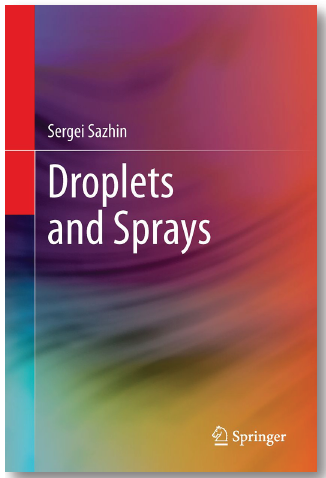 Sergei Sazhin
Droplets
and Sprays
Springer